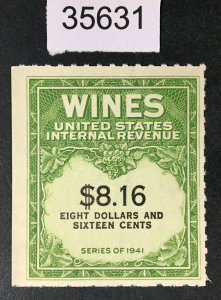 35631
WINES
UNITED STATES
INTERNAL REVENUE
$8.16
EIGHT DOLLARS AND
SIXTEEN CENTS
SERIES OF 1941